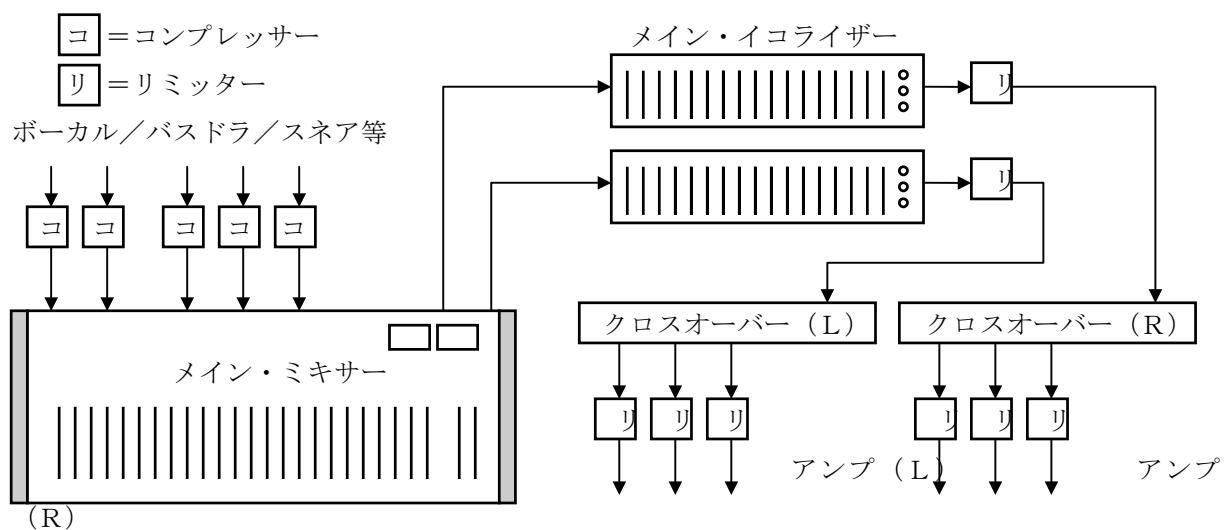 コ＝コンプレッサー
リ＝リミッター
ボーカル／バスドラ／スネア等
コ コ コ コ コ
メイン・ミキサー
メイン・イコライザー
リ
リ
クロスオーバー（Ｌ） クロスオーバー（Ｒ）
リ リ リ リ リ リ
アンプ（Ｌ） アンプ
（Ｒ）